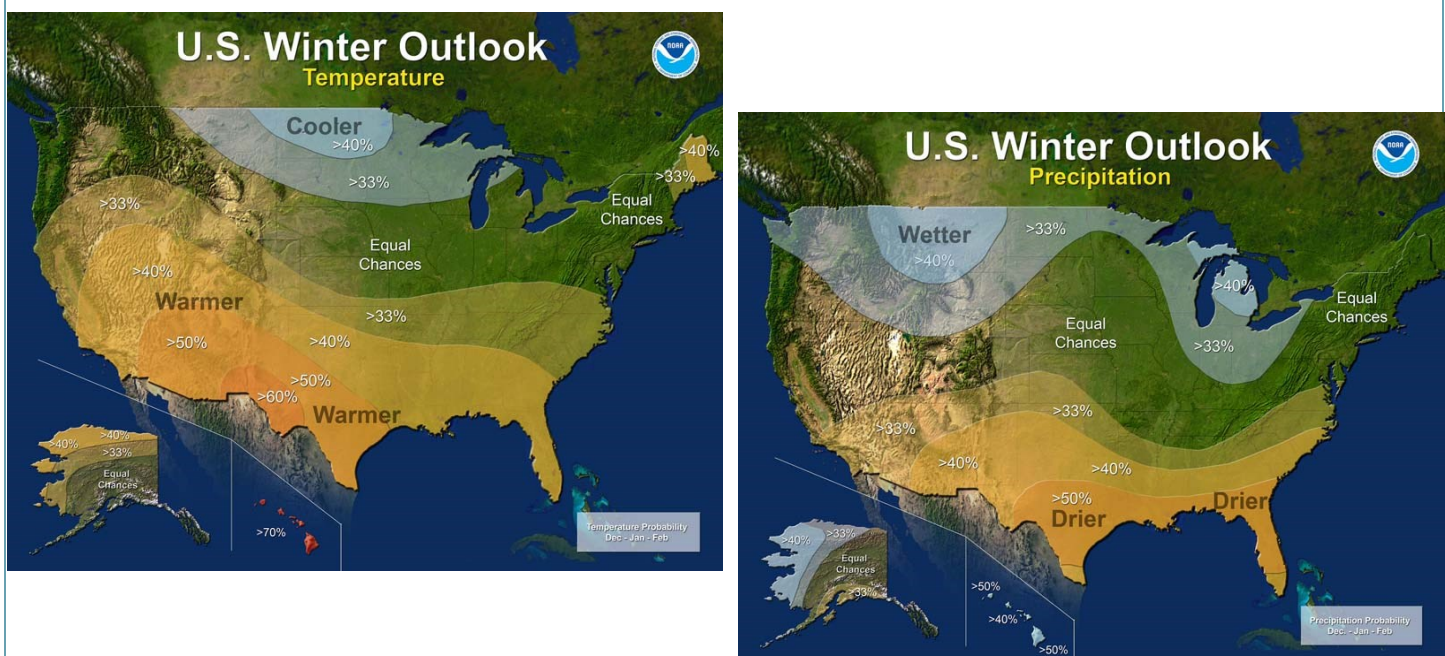 U.S. Winter Outlook
Temperature
NOAA
Cooler
>40%
>40%
>33%
>33%
>33%
Equal
Chances
Equal
Chances
>40%
Warmer
>33%
>50%
>40%
>50%
>60%
Warmer
>40%
>40%
>33%
Equal
Chances
>70%
Temperature Probability
Dec - Jan - Feb
U.S. Winter Outlook
Precipitation
NOAA
Wetter
>33%
>40%
>40%
Equal
Chances
Equal
Chances
>33%
>33%
>33%
>40%
>40%
>50%
Drier
Drier
>40%
>33%
Equal
Chances
>33%
>50%
>40%
>50%
Precipitation Probability
Dec. - Jan - Feb